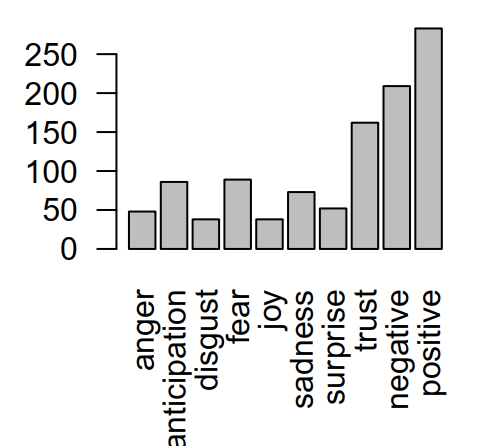 250
200
150
100
50
0
anger
anticipation
disgust
fear
joy
sadness
surprise
trust
negative
positive